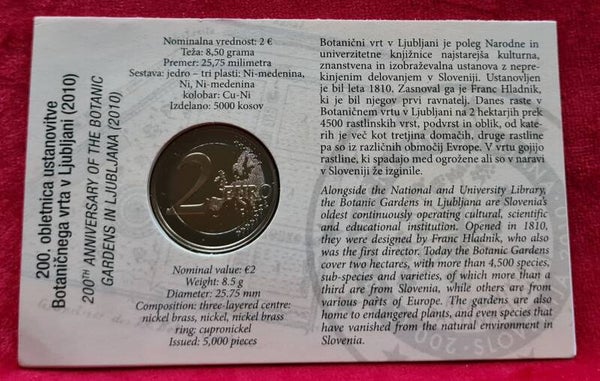 200. obletnica ustanovitve
Botaničnega vrta v Ljubljani (2010)
200TH ANNIVERSARY OF THE BOTANIC
GARDENS IN LJUBLJANA (2010)
Nominalna vrednost: 2 €
Teža: 8,50 grama
Premer: 25,75 milimetra
Sestava: jedro – tri plasti: Ni-medenina,
Ni, Ni-medenina
kolobar: Cu-Ni
Izdelano: 5000 kosov
2 EURO
Nominal value: €2
Weight: 8.5 g
Diameter: 25.75 mm
Composition: three-layered centre:
nickel brass, nickel, nickel brass
ring: cupronickel
Issued: 5,000 pieces
Botanični vrt v Ljubljani je poleg Narodne in
univerzitetne knjižnice najstarejša kulturna,
znanstvena in izobraževalna ustanova z nepre-
kinjenim delovanjem v Sloveniji. Ustanovljen
je bil leta 1810. Zasnoval ga je Franc Hladnik,
ki je bil njegov prvi ravnatelj. Danes raste v
Botaničnem vrtu v Ljubljani na 2 hektarjih prek
4500 rastlinskih vrst, podvrst in oblik, od kate-
rih je več kot tretjina domačih, druge rastline
pa so iz različnih območij Evrope. V vrtu gojijo
rastline, ki spadajo med ogrožene ali so v naravi
v Sloveniji že izginile.
Alongside the National and University Library,
the Botanic Gardens in Ljubljana are Slovenia's
oldest continuously operating cultural, scientific
and educational institution. Opened in 1810,
they were designed by Franc Hladnik, who also
was the first director. Today the Botanic Gardens
cover two hectares, with more than 4,500 species,
sub-species and varieties, of which more than a
third are from Slovenia, while others are from
various parts of Europe. The gardens are also
home to endangered plants, and even species that
have vanished from the natural environment in
Slovenia.